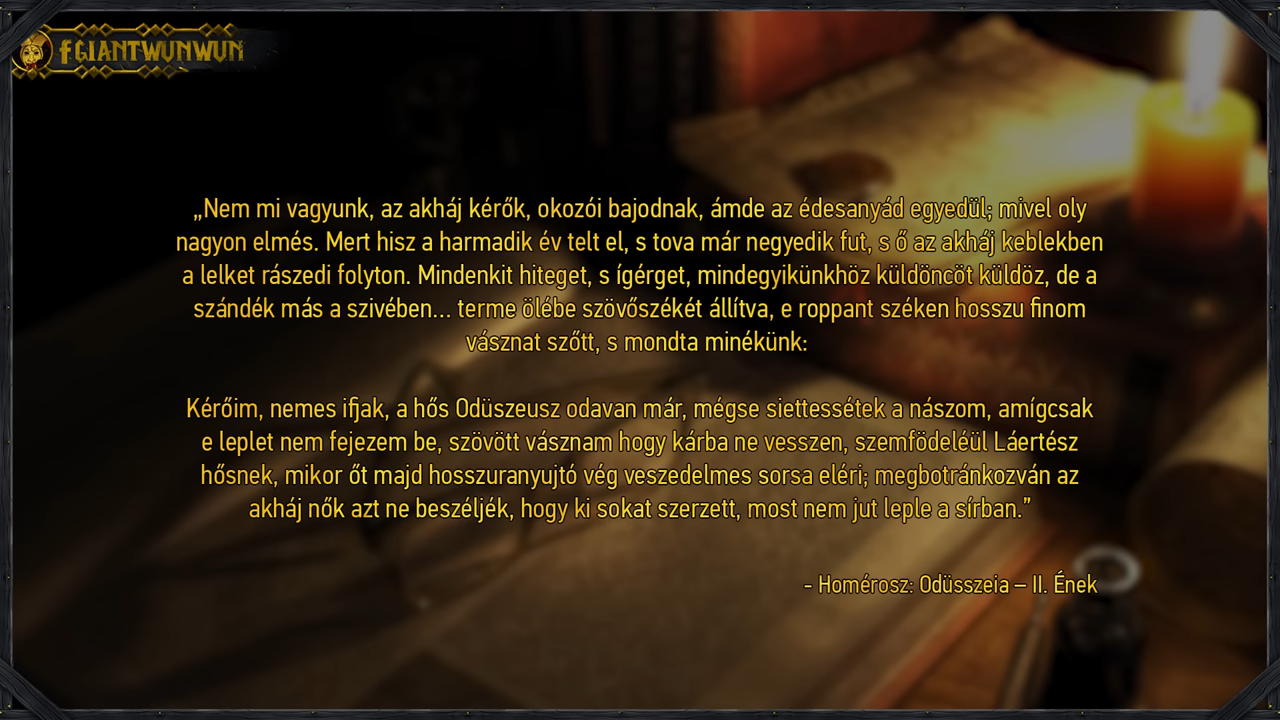 fGIANTWUNWUN
„Nem mi vagyunk, az akháj kérők, okozói bajodnak, ámde az édesanyád egyedül; mivel oly
nagyon elmés. Mert hisz a harmadik év telt el, s tova már negyedik fut, s ő az akháj keblekben
a lelket rászedi folyton. Mindenkit hiteget, s ígérget, mindegyikünkhöz küldöncöt küldöz, de a
szándék más a szivében... terme ölébe szövőszékét állítva, e roppant széken hosszu finom
vásznat szőtt, s mondta minékünk:
Kérőim, nemes ifjak, a hős Odüszeusz odavan már, mégse siettessétek a nászom, amígcsak
e leplet nem fejezem be, szövött vásznam hogy kárba ne vesszen, szemfödeléül Láertész
hősnek, mikor őt majd hosszuranyujtó vég veszedelmes sorsa eléri; megbotránkozván az
akháj nők azt ne beszéljék, hogy ki sokat szerzett, most nem jut leple a sírban.”
- Homérosz: Odüsszeia – II. Ének